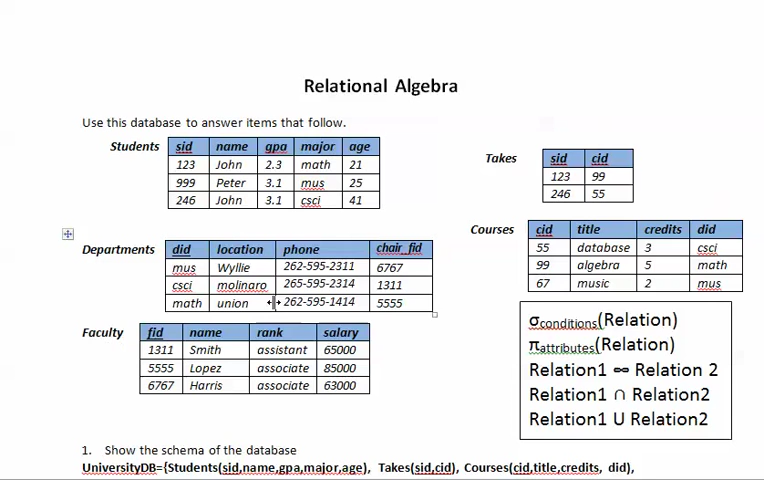 Relational Algebra
Use this database to answer items that follow.
Students
sid name gpa major age
123 John 2.3 math 21
999 Peter 3.1 mus 25
246 John 3.1 csci 41
Takes
sid cid
123 99
246 55
Departments
did location phone chair_fid
mus Wyllie 262-595-2311 6767
csci molinaro 265-595-2314 1311
math union 262-595-1414 5555
Courses
cid title credits did
55 database 3 csci
99 algebra 5 math
67 music 2 mus
Faculty
fid name rank salary
1311 Smith assistant 65000
5555 Lopez associate 85000
6767 Harris associate 63000
σconditions(Relation)
πattributes(Relation)
Relation1 ∞ Relation 2
Relation1 ∩ Relation2
Relation1 U Relation2
1. Show the schema of the database
UniversityDB={Students(sid,name,gpa,major,age), Takes(sid,cid), Courses(cid,title,credits, did),